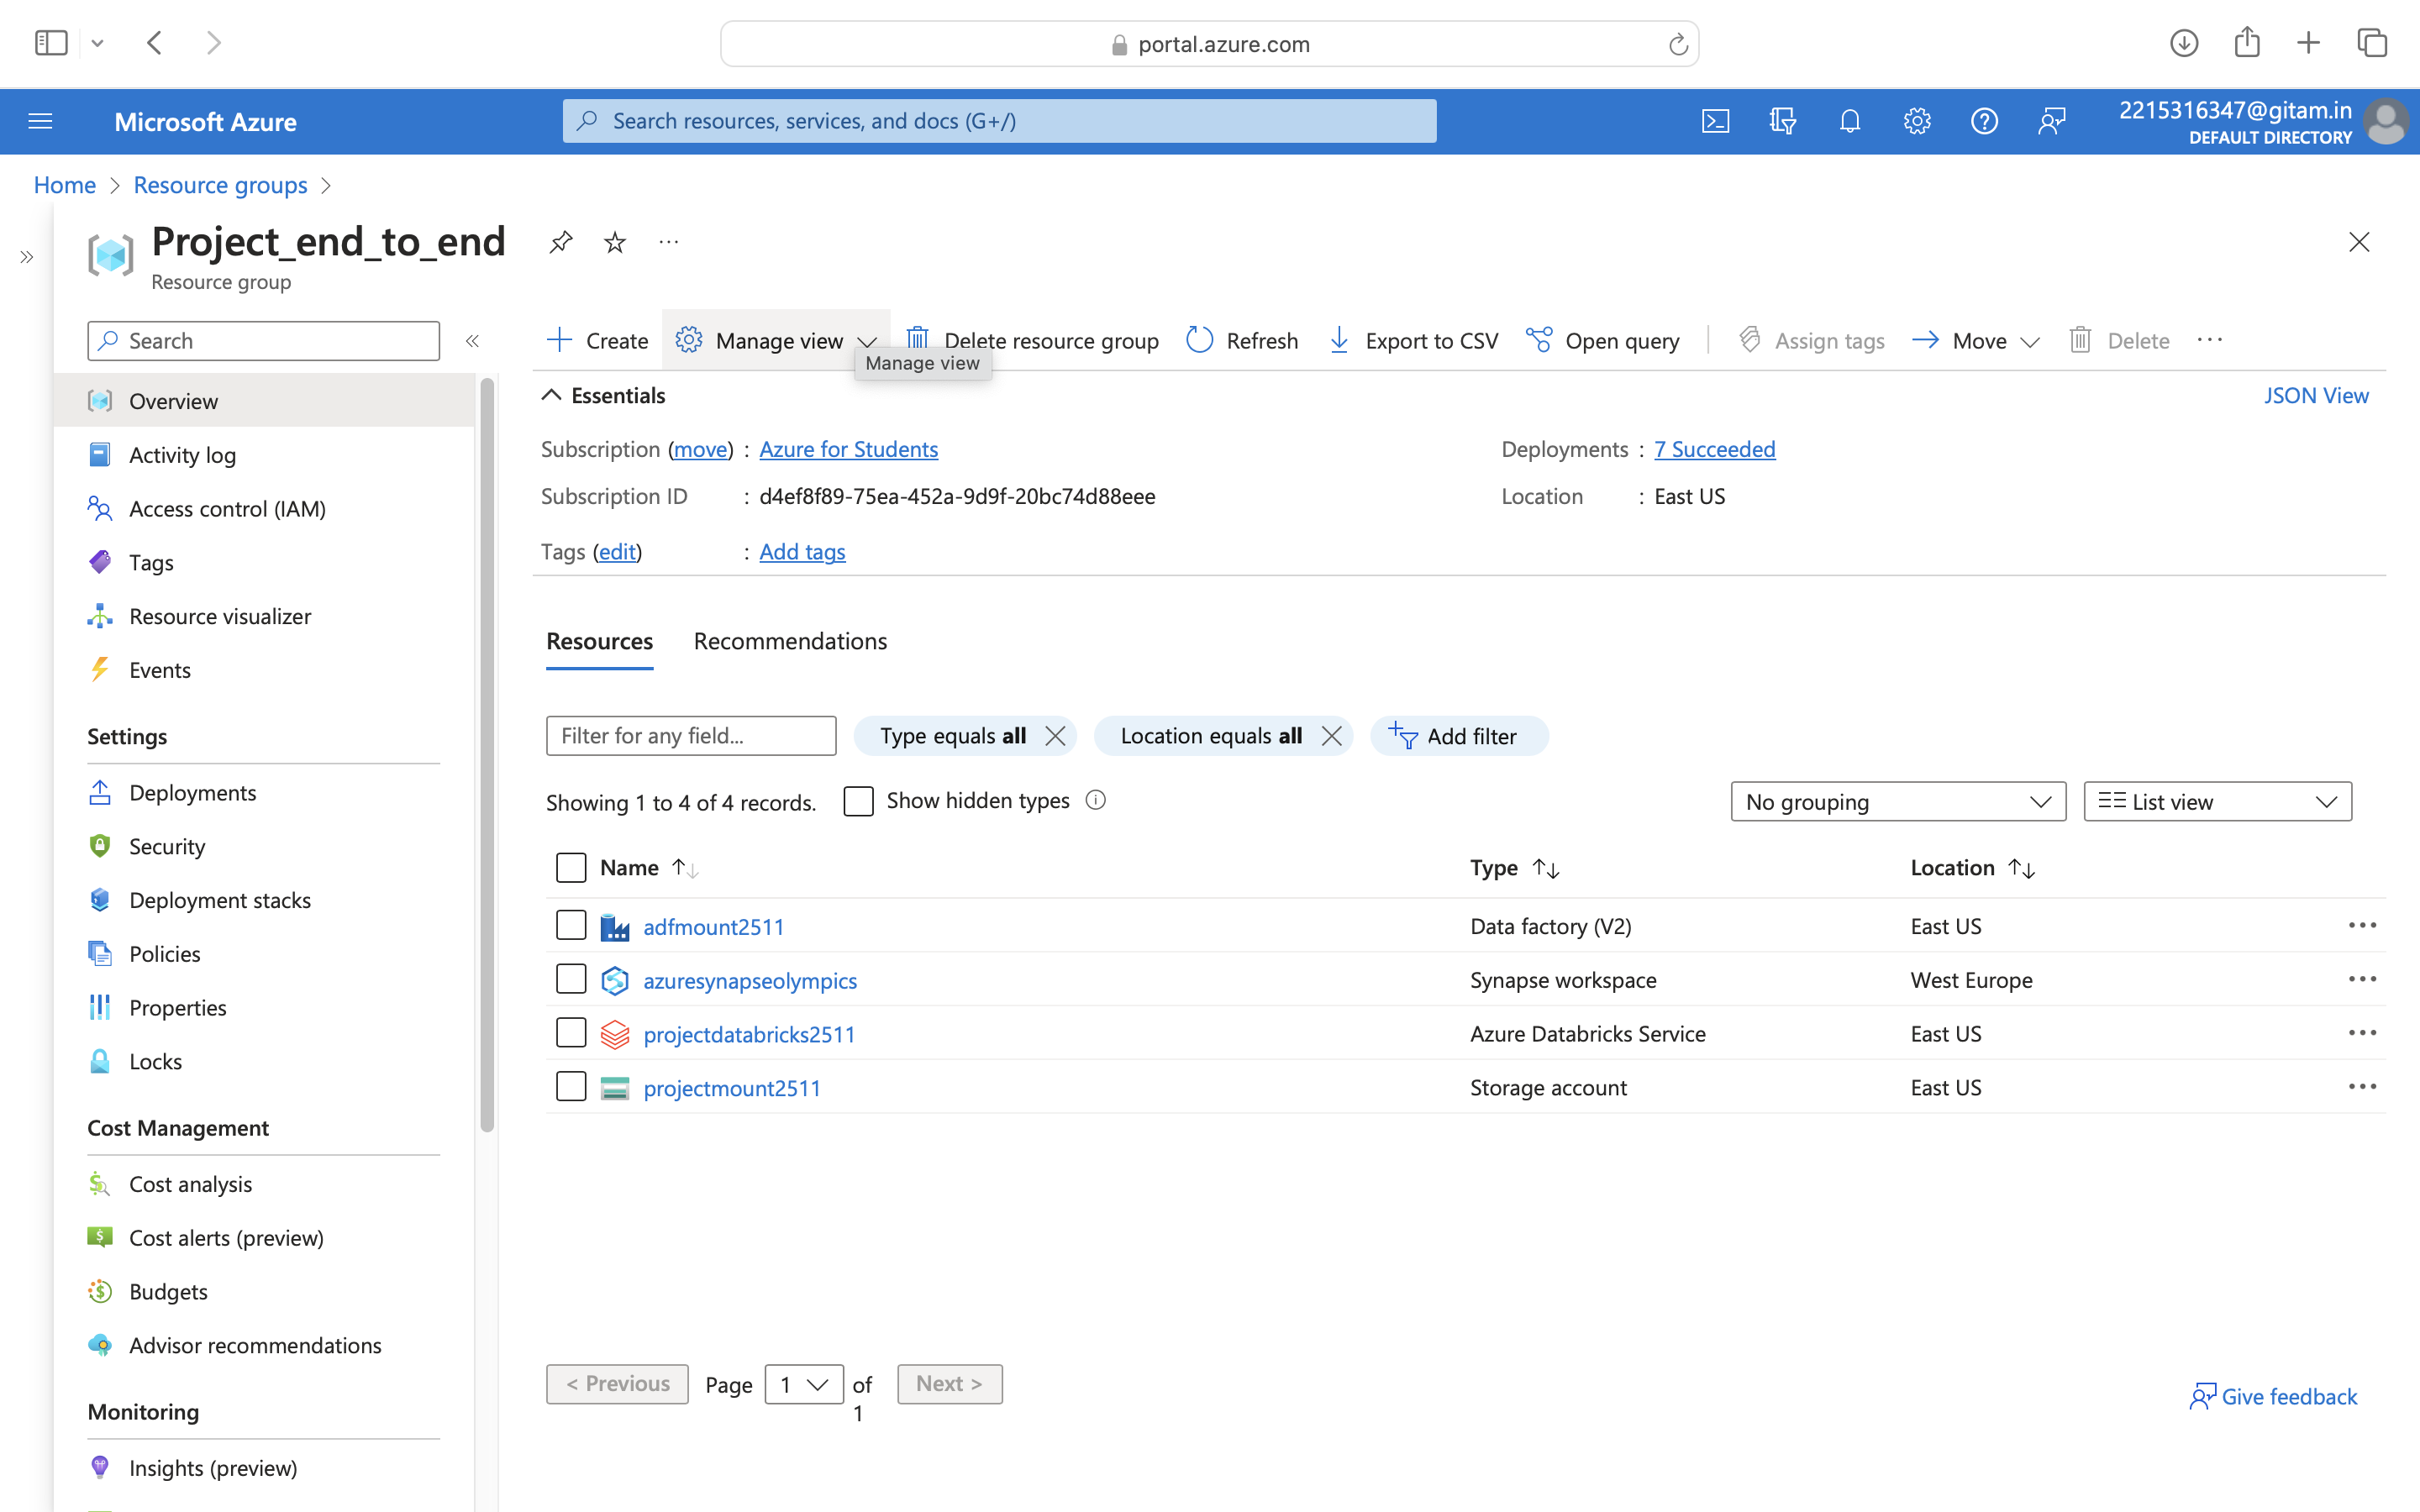 portal.azure.com
Microsoft Azure
Search resources, services, and docs (G+/)
2215316347@gitam.in
DEFAULT DIRECTORY
Home > Resource groups >
Project_end_to_end
Resource group
Search
Create
Manage view
Delete resource group
Refresh
Export to CSV
Open query
Assign tags
Move
Delete
Manage view
Overview
Activity log
Access control (IAM)
Tags
Resource visualizer
Events
Settings
Deployments
Security
Deployment stacks
Policies
Properties
Locks
Cost Management
Cost analysis
Cost alerts (preview)
Budgets
Advisor recommendations
Monitoring
Insights (preview)
Essentials
JSON View
Subscription (move) : Azure for Students
Deployments : 7 Succeeded
Subscription ID : d4ef8f89-75ea-452a-9d9f-20bc74d88eee
Location : East US
Tags (edit) : Add tags
Resources Recommendations
Filter for any field...
Type equals all
Location equals all
Add filter
Showing 1 to 4 of 4 records.
Show hidden types
No grouping
List view
Name Type Location
adfmount2511 Data factory (V2) East US
azuresynapseolympics Synapse workspace West Europe
projectdatabricks2511 Azure Databricks Service East US
projectmount2511 Storage account East US
< Previous Page 1 of 1 Next >
Give feedback